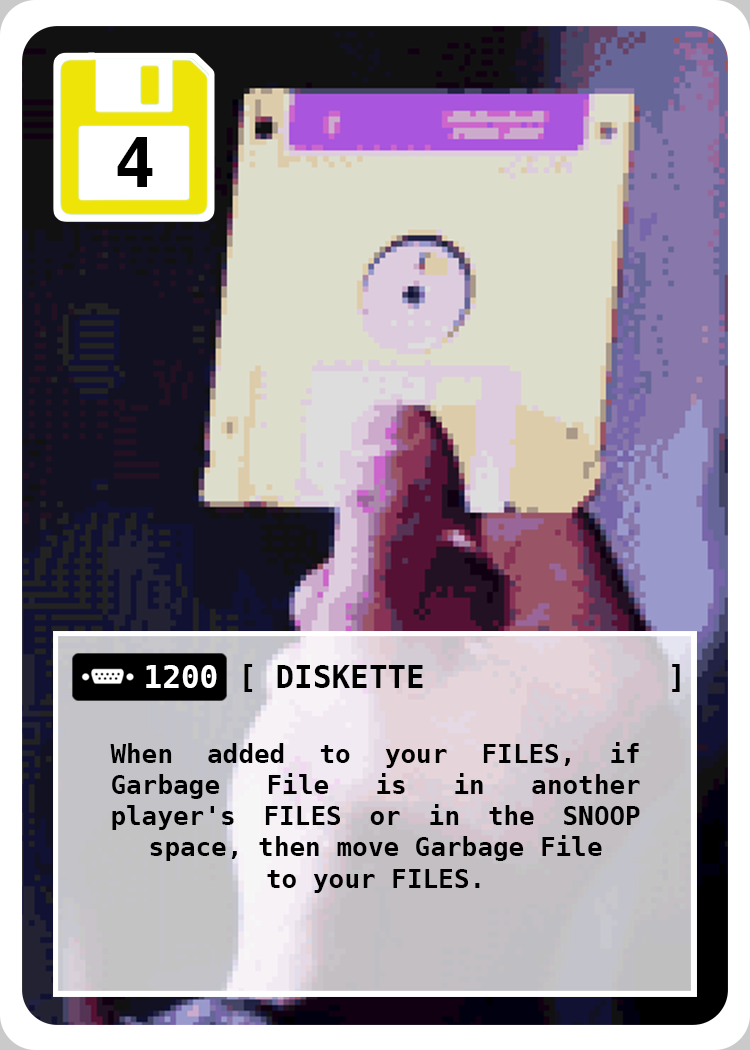 4
1200 [ DISKETTE ]
When added to your FILES, if
Garbage File is in another
player's FILES or in the SNOOP
space, then move Garbage File
to your FILES.